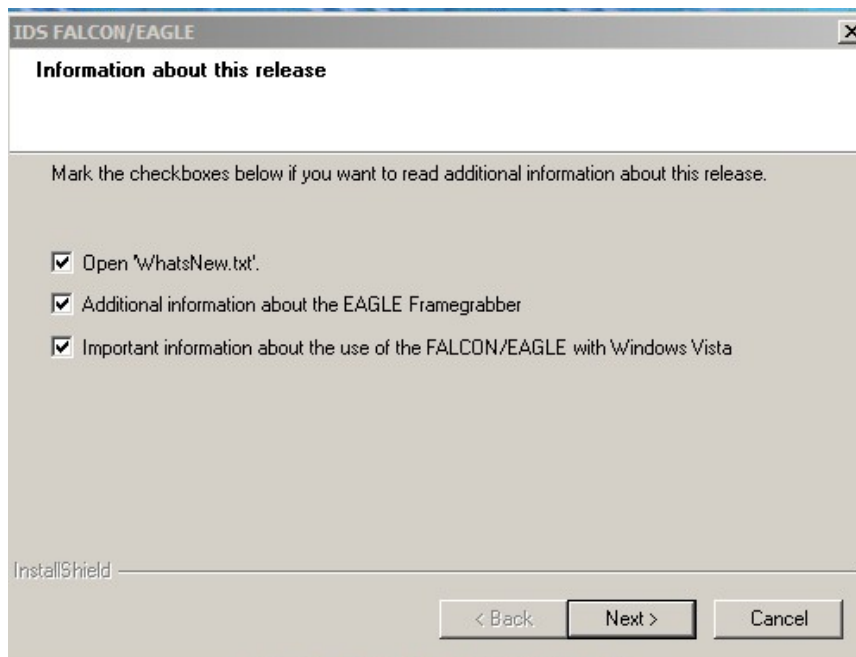 IDS FALCON/EAGLE
Information about this release
Mark the checkboxes below if you want to read additional information about this release.
Open 'WhatsNew.txt'.
Additional information about the EAGLE Framegrabber
Important information about the use of the FALCON/EAGLE with Windows Vista
InstallShield
< Back Next > Cancel